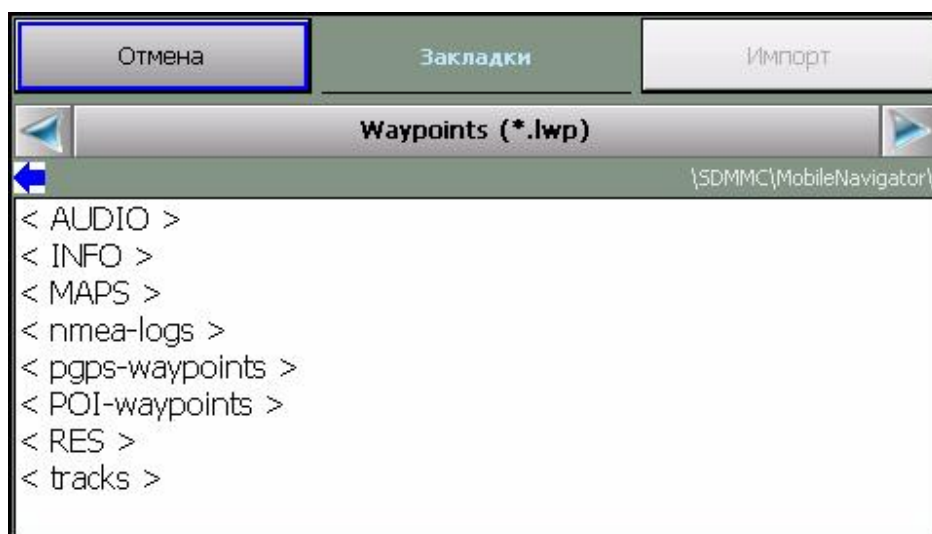 Отмена Закладки Импорт
Waypoints (*.lwp)
\SDMMC\MobileNavigator\
< AUDIO >
< INFO >
< MAPS >
< nmea-logs >
< pgps-waypoints >
< POI-waypoints >
< RES >
< tracks >